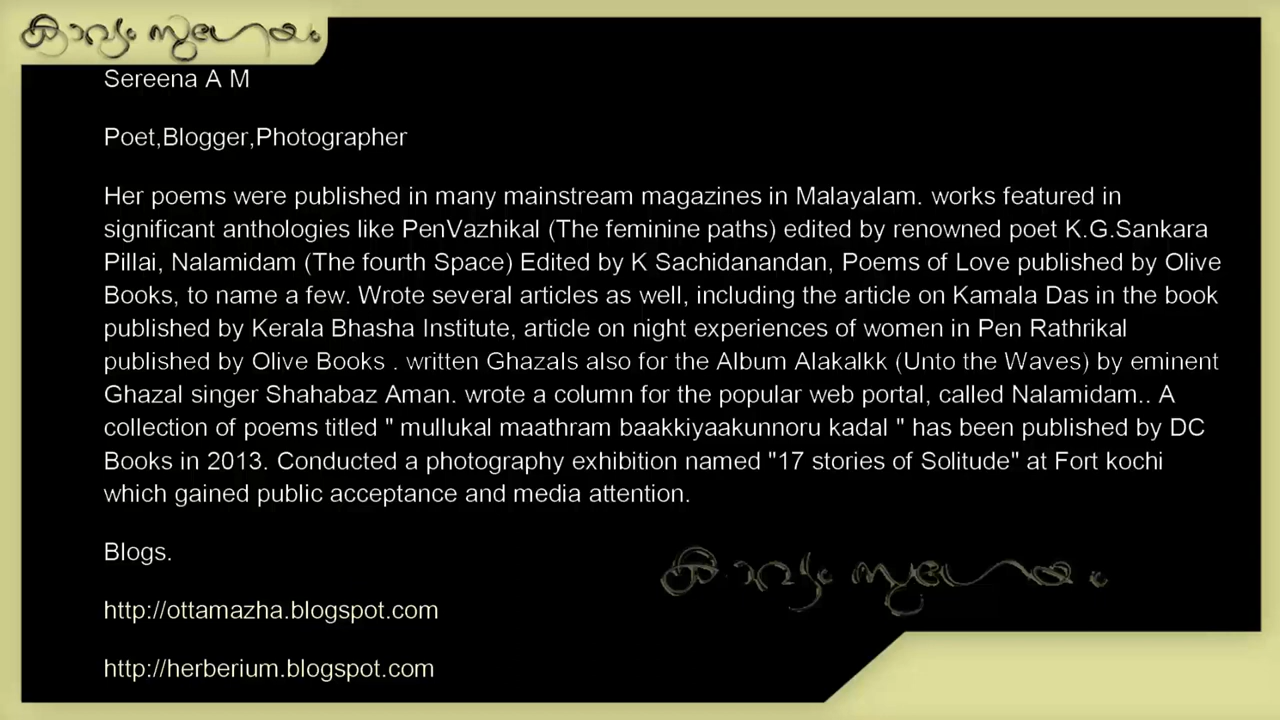 കാവ്യം സുഗേയം
Sereena A M
Poet,Blogger,Photographer
Her poems were published in many mainstream magazines in Malayalam. works featured in
significant anthologies like PenVazhikal (The feminine paths) edited by renowned poet K.G.Sankara
Pillai, Nalamidam (The fourth Space) Edited by K Sachidanandan, Poems of Love published by Olive
Books, to name a few. Wrote several articles as well, including the article on Kamala Das in the book
published by Kerala Bhasha Institute, article on night experiences of women in Pen Rathrikal
published by Olive Books . written Ghazals also for the Album Alakalkk (Unto the Waves) by eminent
Ghazal singer Shahabaz Aman. wrote a column for the popular web portal, called Nalamidam.. A
collection of poems titled " mullukal maathram baakkiyaakunnoru kadal " has been published by DC
Books in 2013. Conducted a photography exhibition named "17 stories of Solitude" at Fort kochi
which gained public acceptance and media attention.
Blogs.
കാവ്യം സുഗേയം
http://ottamazha.blogspot.com
http://herberium.blogspot.com